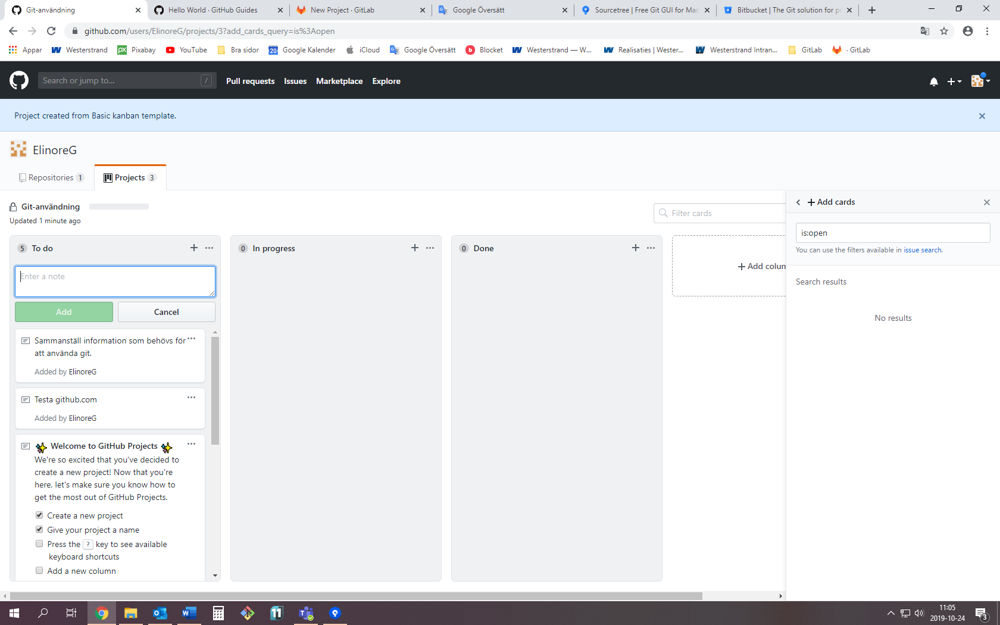 Git-användning
Hello World · GitHub Guides
New Project · GitLab
Google Översätt
Sourcetree | Free Git GUI for Mac
Bitbucket | The Git solution for pr
github.com/users/ElinoreG/projects/3?add_cards_query=is%3Aopen
Appar
Westerstrand
Pixabay
YouTube
Bra sidor
Google Kalender
iCloud
Google Översätt
Blocket
Westerstrand — W...
Realisaties | Wester...
Westerstrand Intran...
GitLab
· GitLab
Search or jump to...
/
Pull requests
Issues
Marketplace
Explore
Project created from Basic kanban template.
ElinoreG
Repositories 1
Projects 3
Git-användning
Updated 1 minute ago
Filter cards
5 To do
Enter a note
Add
Cancel
Sammanställ information som behövs för
att använda git.
Added by ElinoreG
Testa github.com
Added by ElinoreG
Welcome to GitHub Projects
We're so excited that you've decided to
create a new project! Now that you're
here, let's make sure you know how to
get the most out of GitHub Projects.
Create a new project
Give your project a name
Press the ? key to see available
keyboard shortcuts
Add a new column
0 In progress
0 Done
Add colum
Add cards
is:open
You can use the filters available in issue search.
Search results
No results
11:05
2019-10-24
3